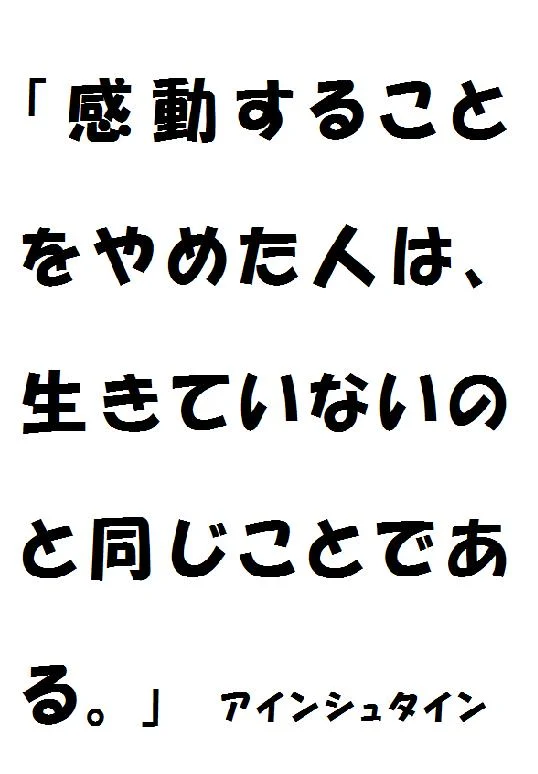 「感動すること
をやめた人は、
生きていないの
と同じことであ
る。」 アインシュタイン